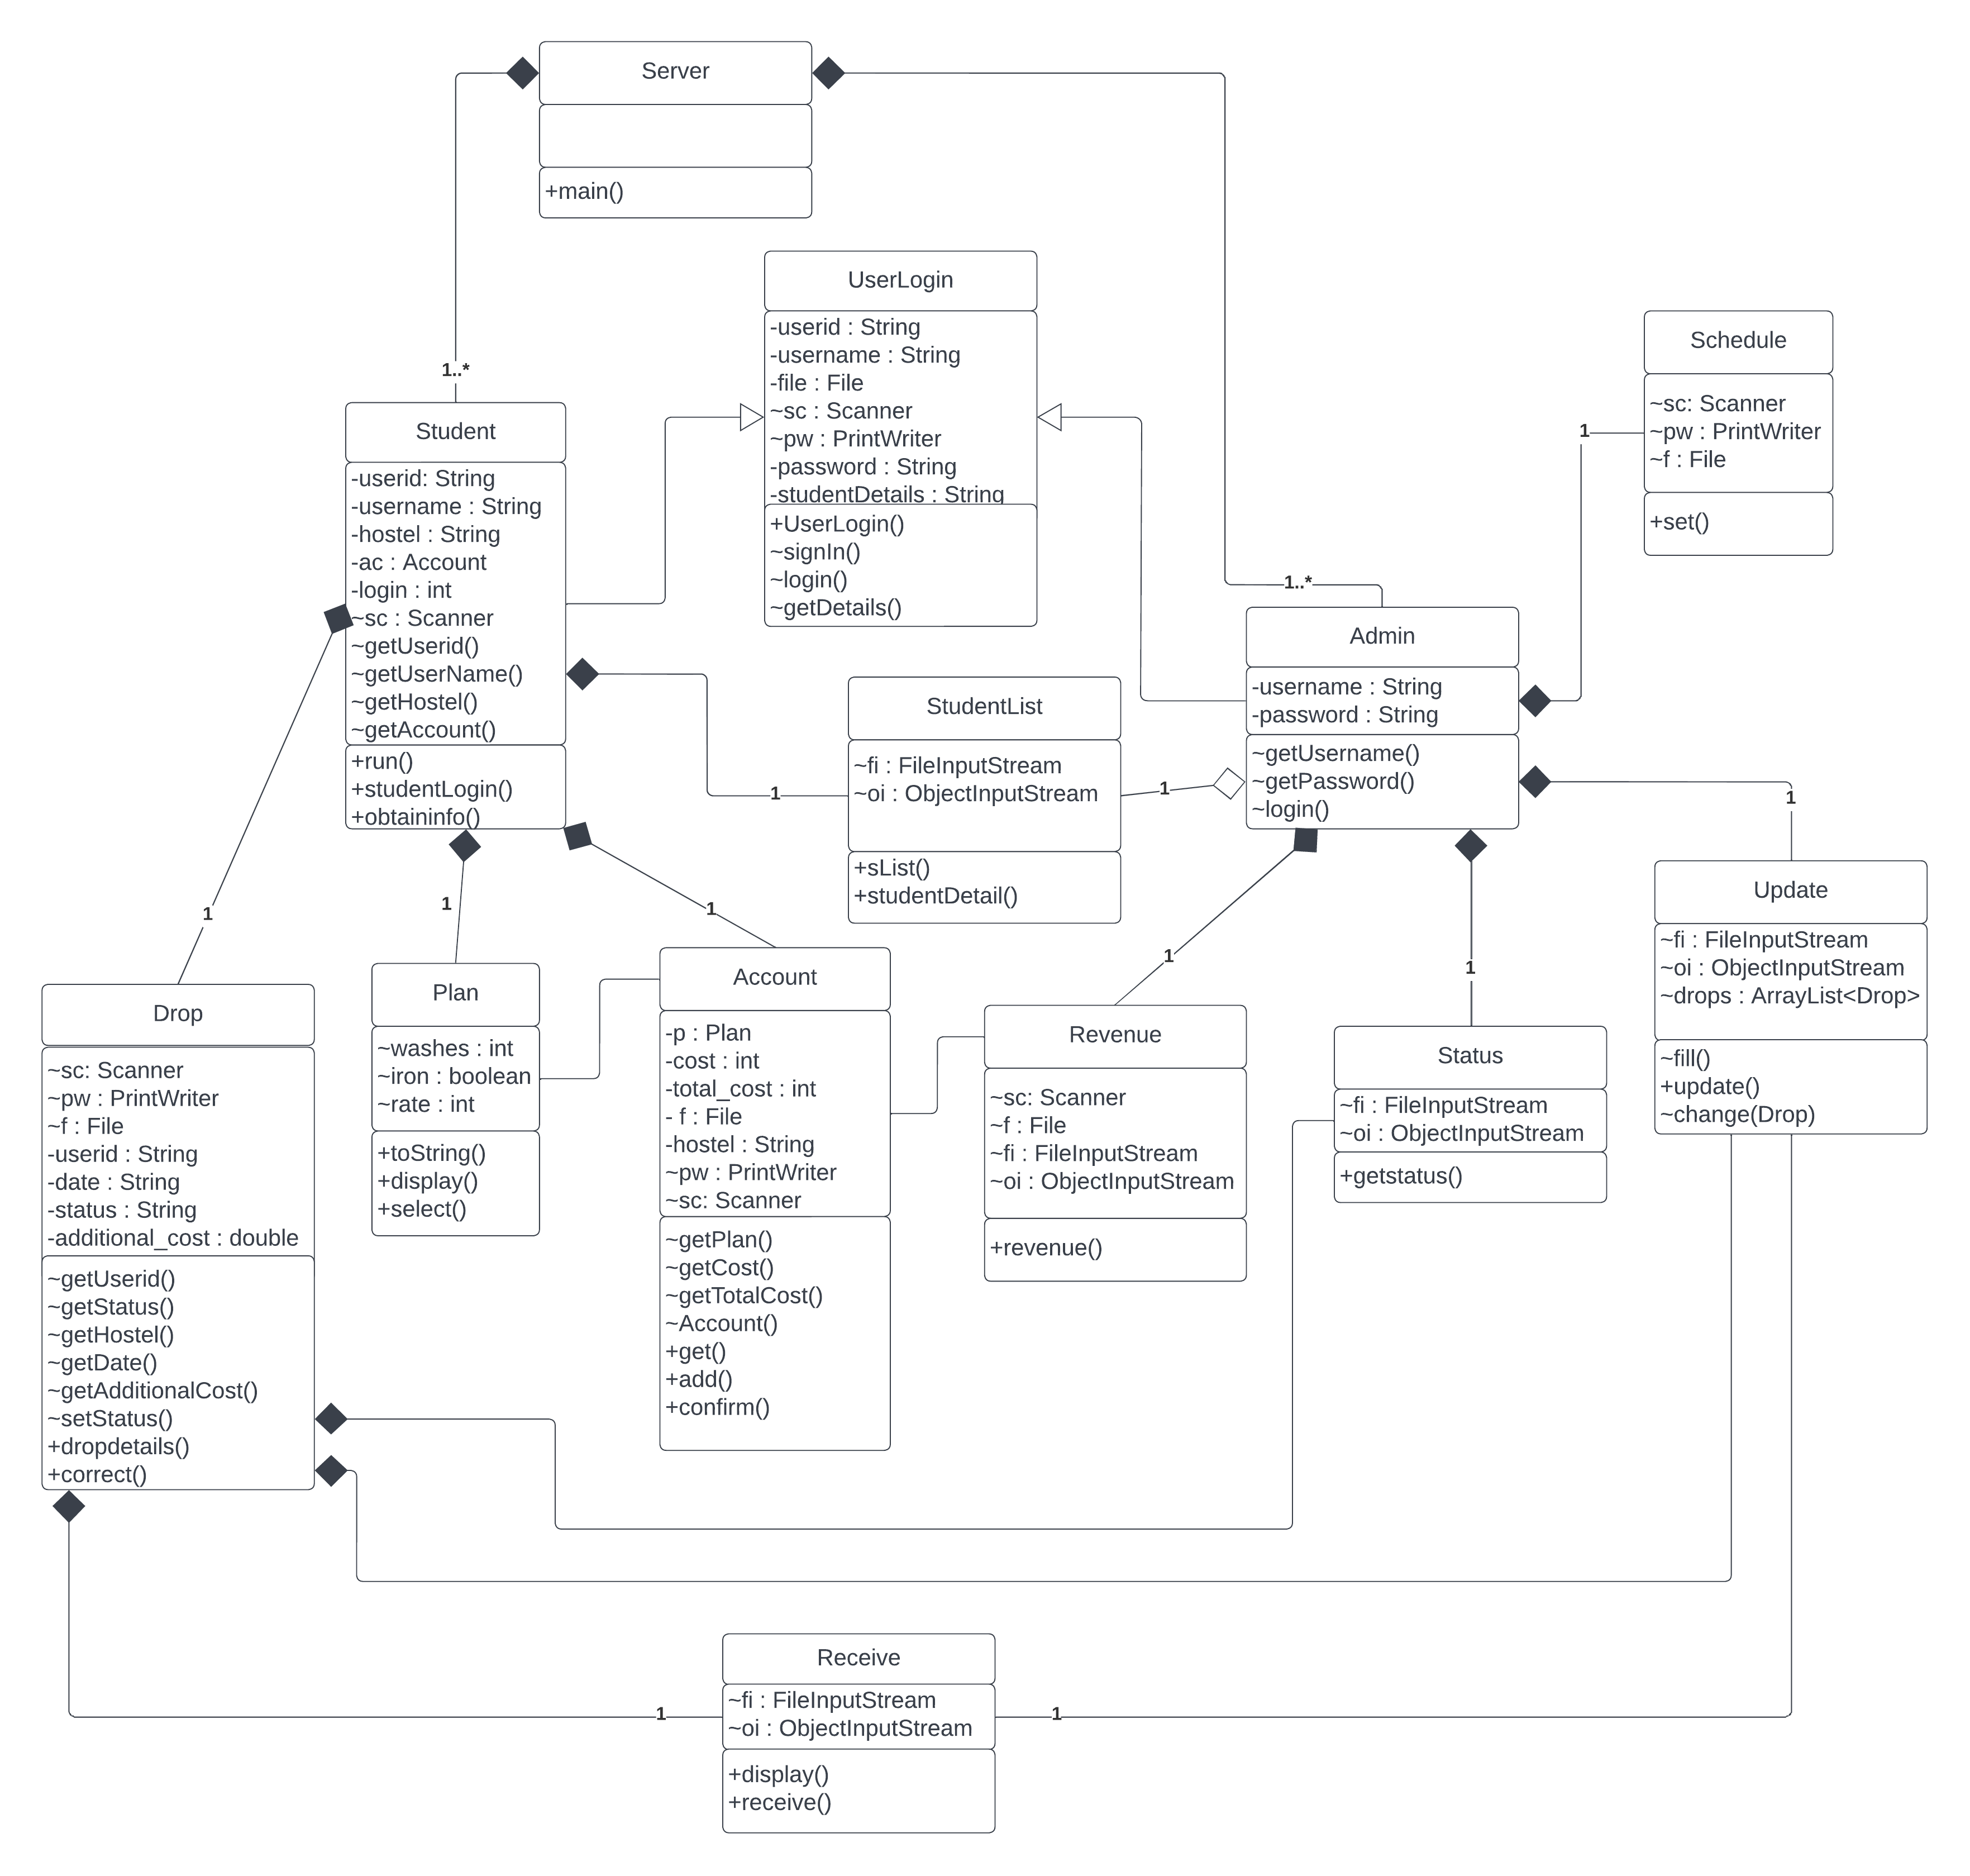 Server
+main()
1..*
UserLogin
-userid : String
-username : String
-file : File
~sc : Scanner
~pw : PrintWriter
-password : String
-studentDetails : String
+UserLogin()
~signIn()
~login()
~getDetails()
Schedule
~sc: Scanner
~pw : PrintWriter
~f : File
+set()
1
Student
-userid: String
-username : String
-hostel : String
-ac : Account
-login : int
~sc : Scanner
~getUserid()
~getUserName()
~getHostel()
~getAccount()
+run()
+studentLogin()
+obtaininfo()
1..*
Admin
-username : String
-password : String
~getUsername()
~getPassword()
~login()
StudentList
~fi : FileInputStream
~oi : ObjectInputStream
+sList()
+studentDetail()
1
1
1
Update
~fi : FileInputStream
~oi : ObjectInputStream
~drops : ArrayList<Drop>
~fill()
+update()
~change(Drop)
1
1
1
1
1
Drop
~sc: Scanner
~pw : PrintWriter
~f : File
-userid : String
-date : String
-status : String
-additional_cost : double
~getUserid()
~getStatus()
~getHostel()
~getDate()
~getAdditionalCost()
~setStatus()
+dropdetails()
+correct()
Plan
~washes : int
~iron : boolean
~rate : int
+toString()
+display()
+select()
Account
-p : Plan
-cost : int
-total_cost : int
- f : File
-hostel : String
~pw : PrintWriter
~sc: Scanner
~getPlan()
~getCost()
~getTotalCost()
~Account()
+get()
+add()
+confirm()
Revenue
~sc: Scanner
~f : File
~fi : FileInputStream
~oi : ObjectInputStream
+revenue()
Status
~fi : FileInputStream
~oi : ObjectInputStream
+getstatus()
Receive
~fi : FileInputStream
~oi : ObjectInputStream
+display()
+receive()
1
1